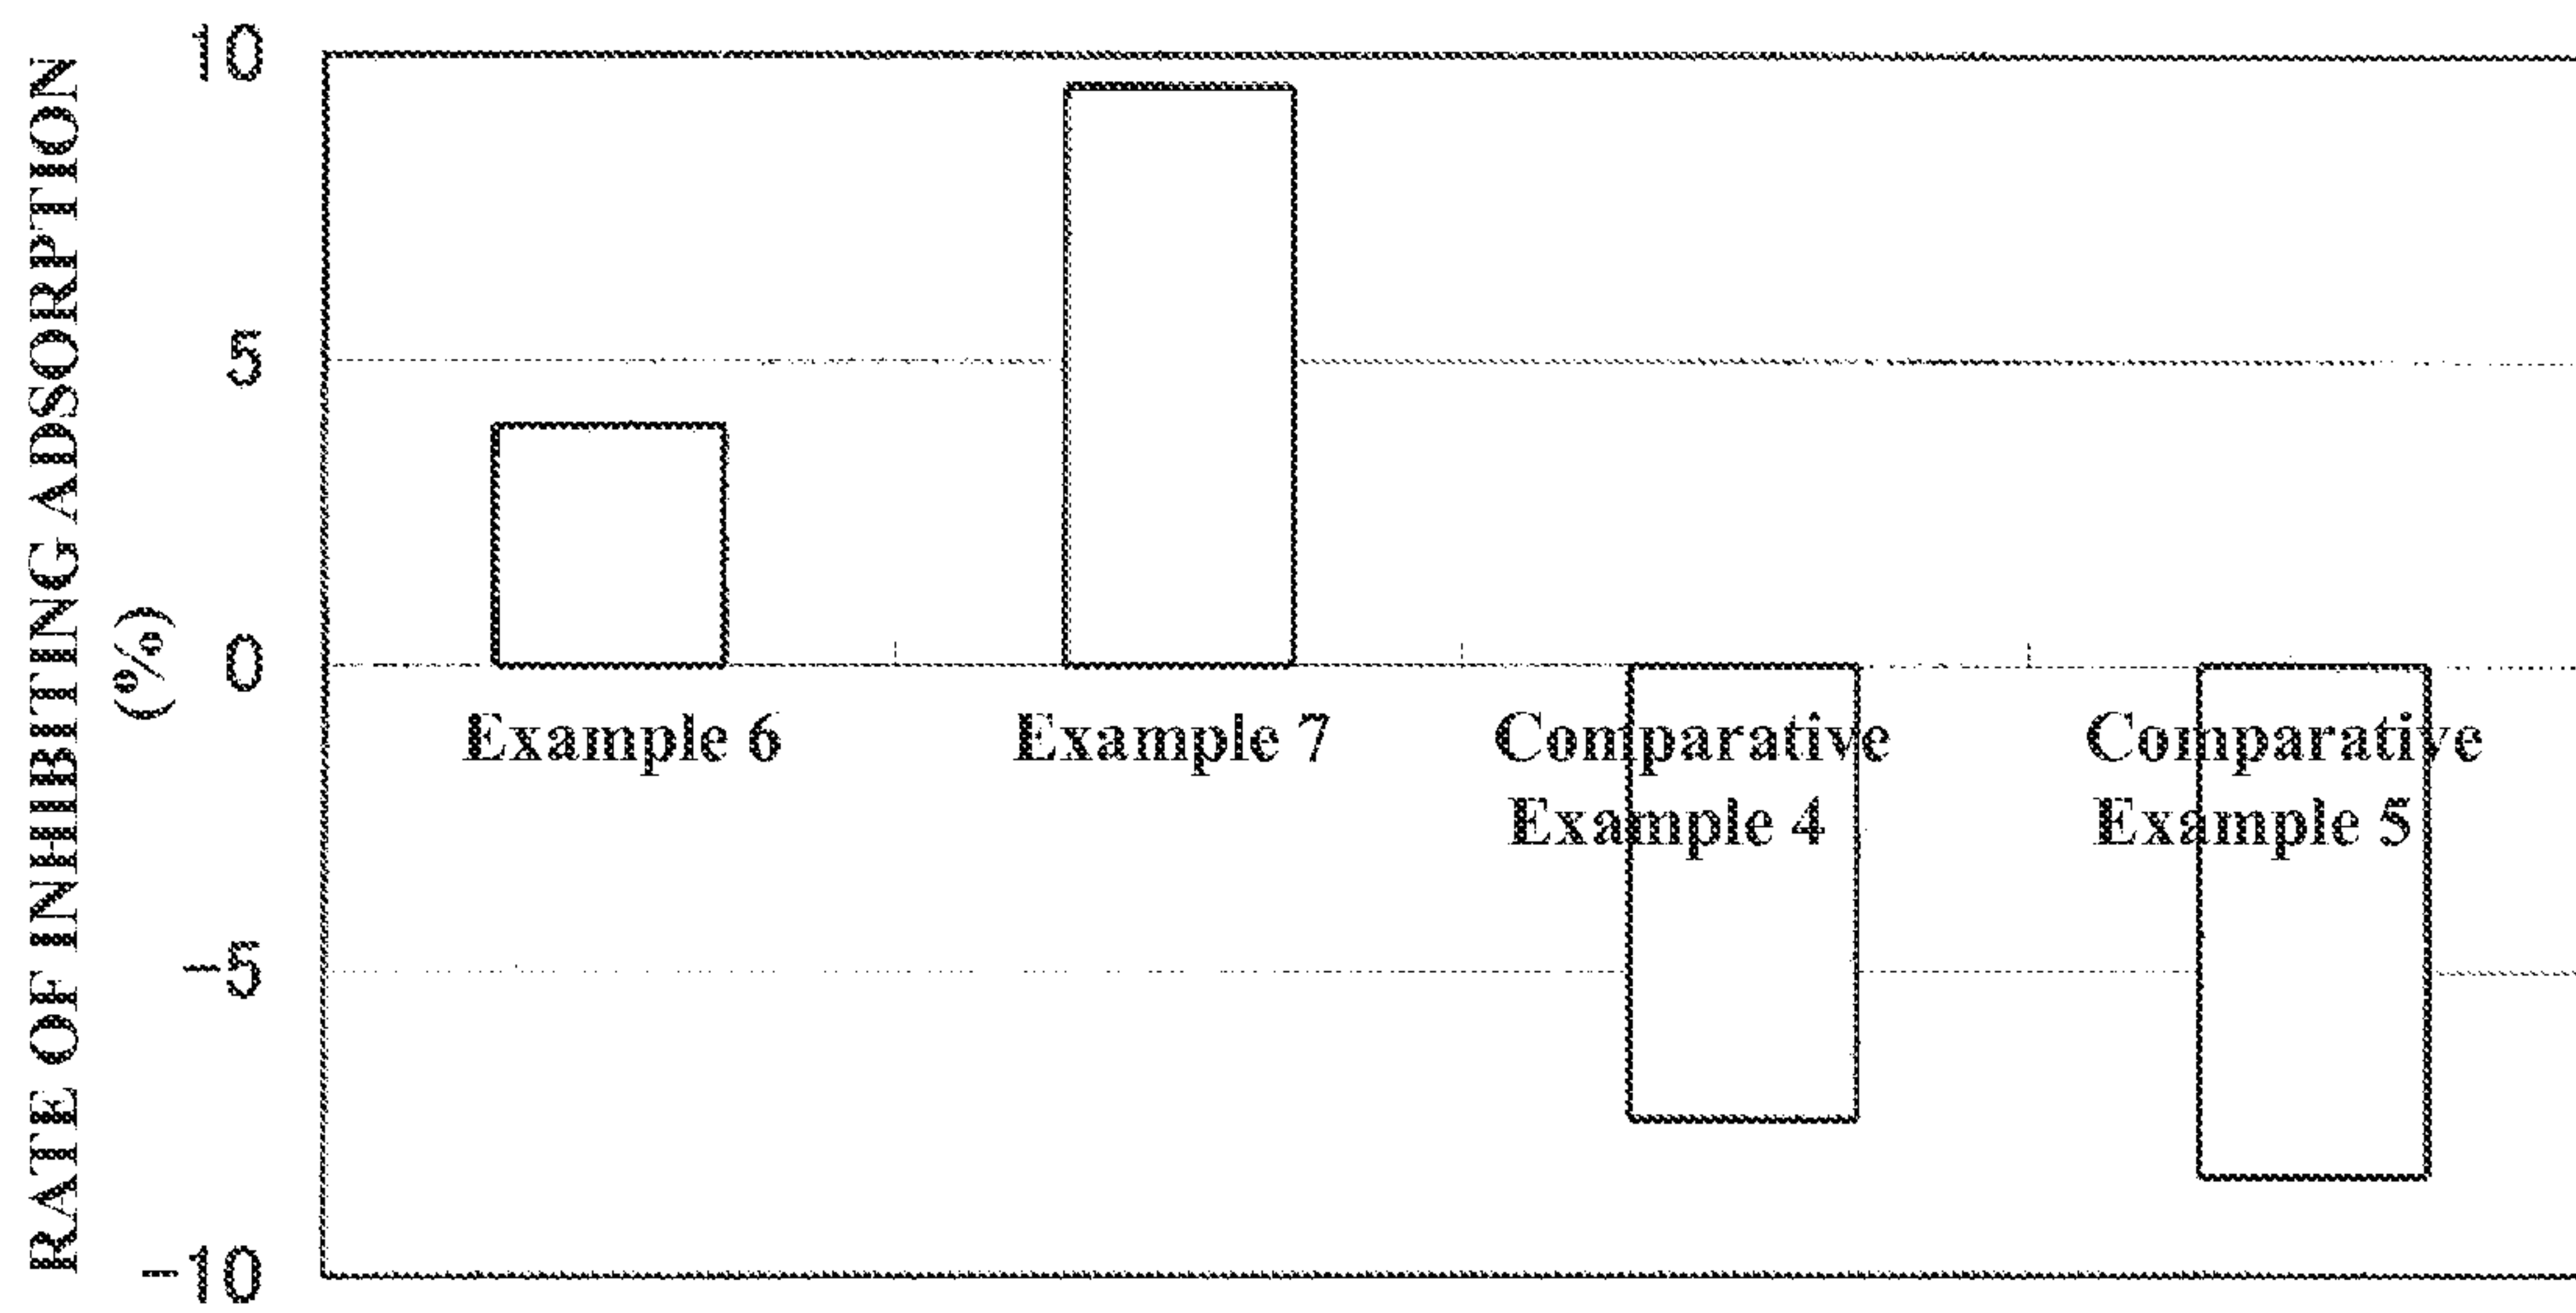 RATE OF INHIBITING ADSORPTION
(%)
10
5
0
−5
−10
Example 6
Example 7
Comparative
Example 4
Comparative
Example 5